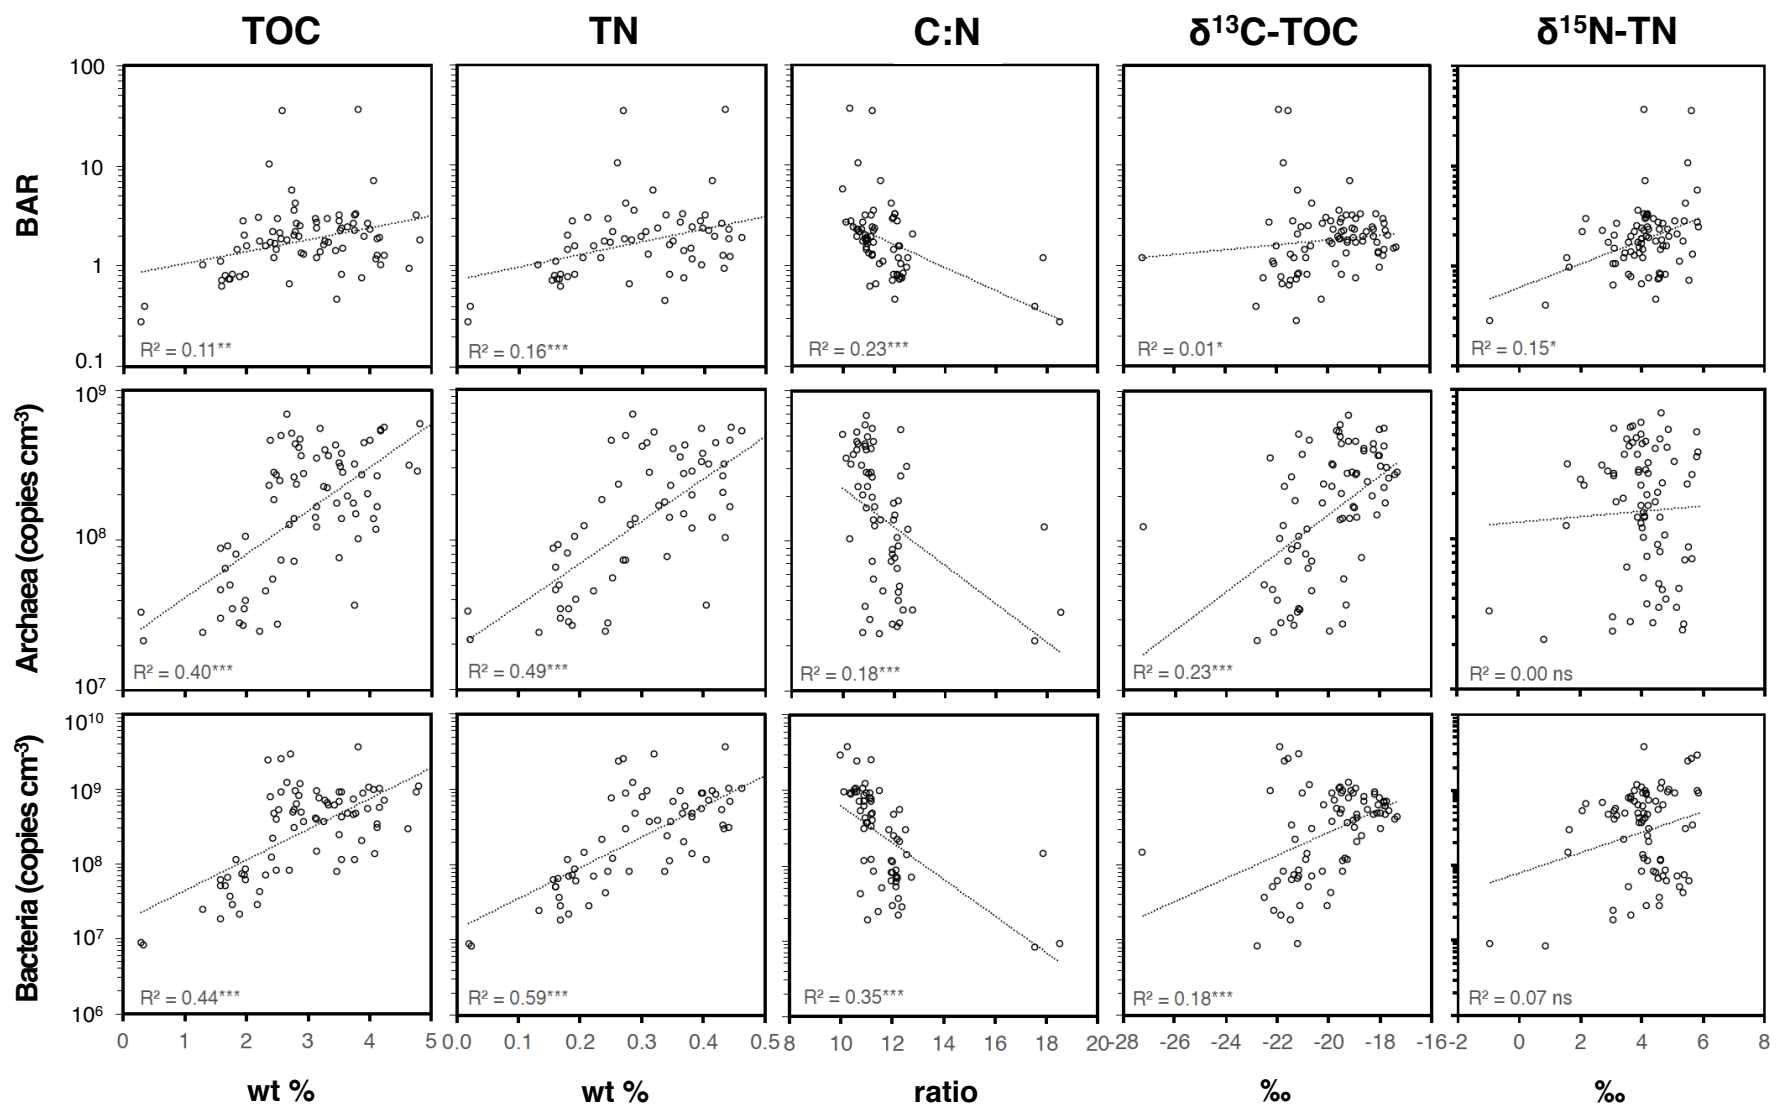 TOC TN C:N δ¹³C-TOC δ¹⁵N-TN
BAR
100
10
1
0.1
R² = 0.11**
R² = 0.16***
R² = 0.23***
R² = 0.01*
R² = 0.15*
Archaea (copies cm⁻³)
10⁹
10⁸
10⁷
R² = 0.40***
R² = 0.49***
R² = 0.18***
R² = 0.23***
R² = 0.00 ns
Bacteria (copies cm⁻³)
10¹⁰
10⁹
10⁸
10⁷
10⁶
R² = 0.44***
R² = 0.59***
R² = 0.35***
R² = 0.18***
R² = 0.07 ns
0 1 2 3 4 5 0.0 0.1 0.2 0.3 0.4 0.5 8 10 12 14 16 18 20 -28 -26 -24 -22 -20 -18 -16 -2 0 2 4 6 8
wt % wt % ratio ‰ ‰